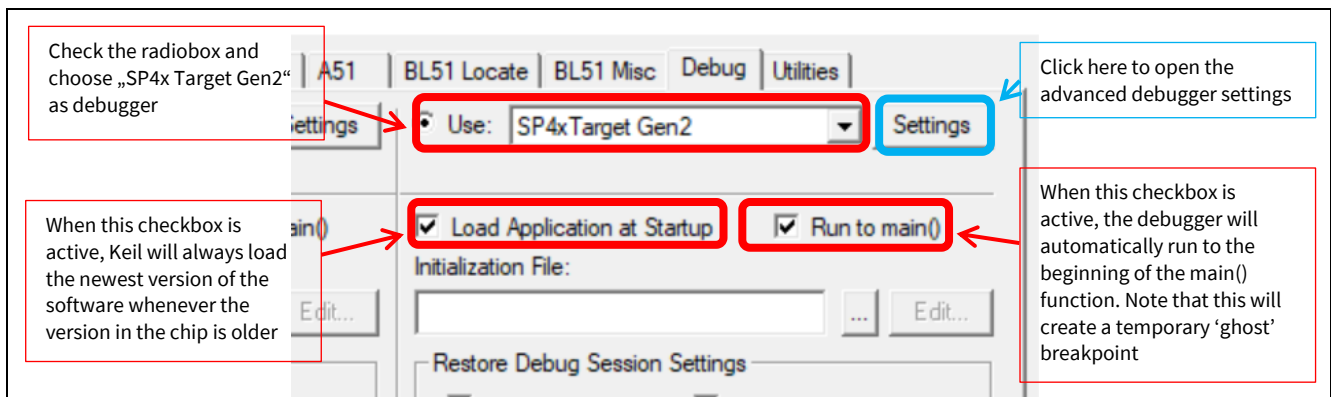 Check the radiobox and
choose „SP4x Target Gen2“
as debugger
A51
BL51 Locate
BL51 Misc
Debug
Utilities
Click here to open the
advanced debugger settings
Settings
Use:
SP4xTarget Gen2
Settings
When this checkbox is
active, Keil will always load
the newest version of the
software whenever the
version in the chip is older
ain()
Load Application at Startup
Run to main()
When this checkbox is
active, the debugger will
automatically run to the
beginning of the main()
function. Note that this will
create a temporary ‘ghost’
breakpoint
Initialization File:
Edit...
...
Edit...
Restore Debug Session Settings